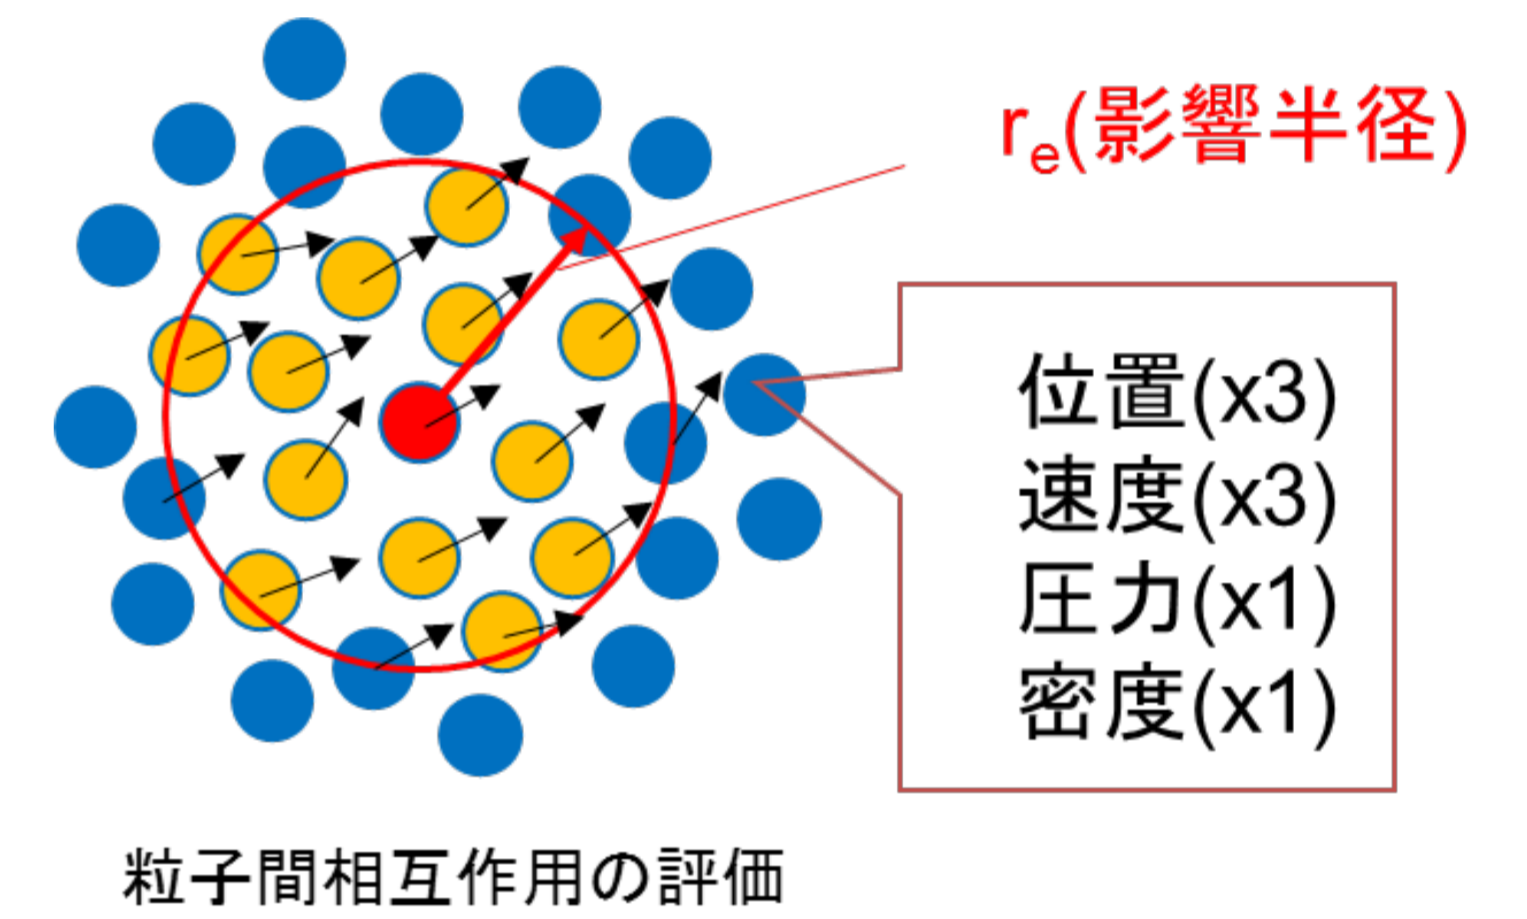 re(影響半径)
位置(x3)
速度(x3)
圧力(x1)
密度(x1)
粒子間相互作用の評価